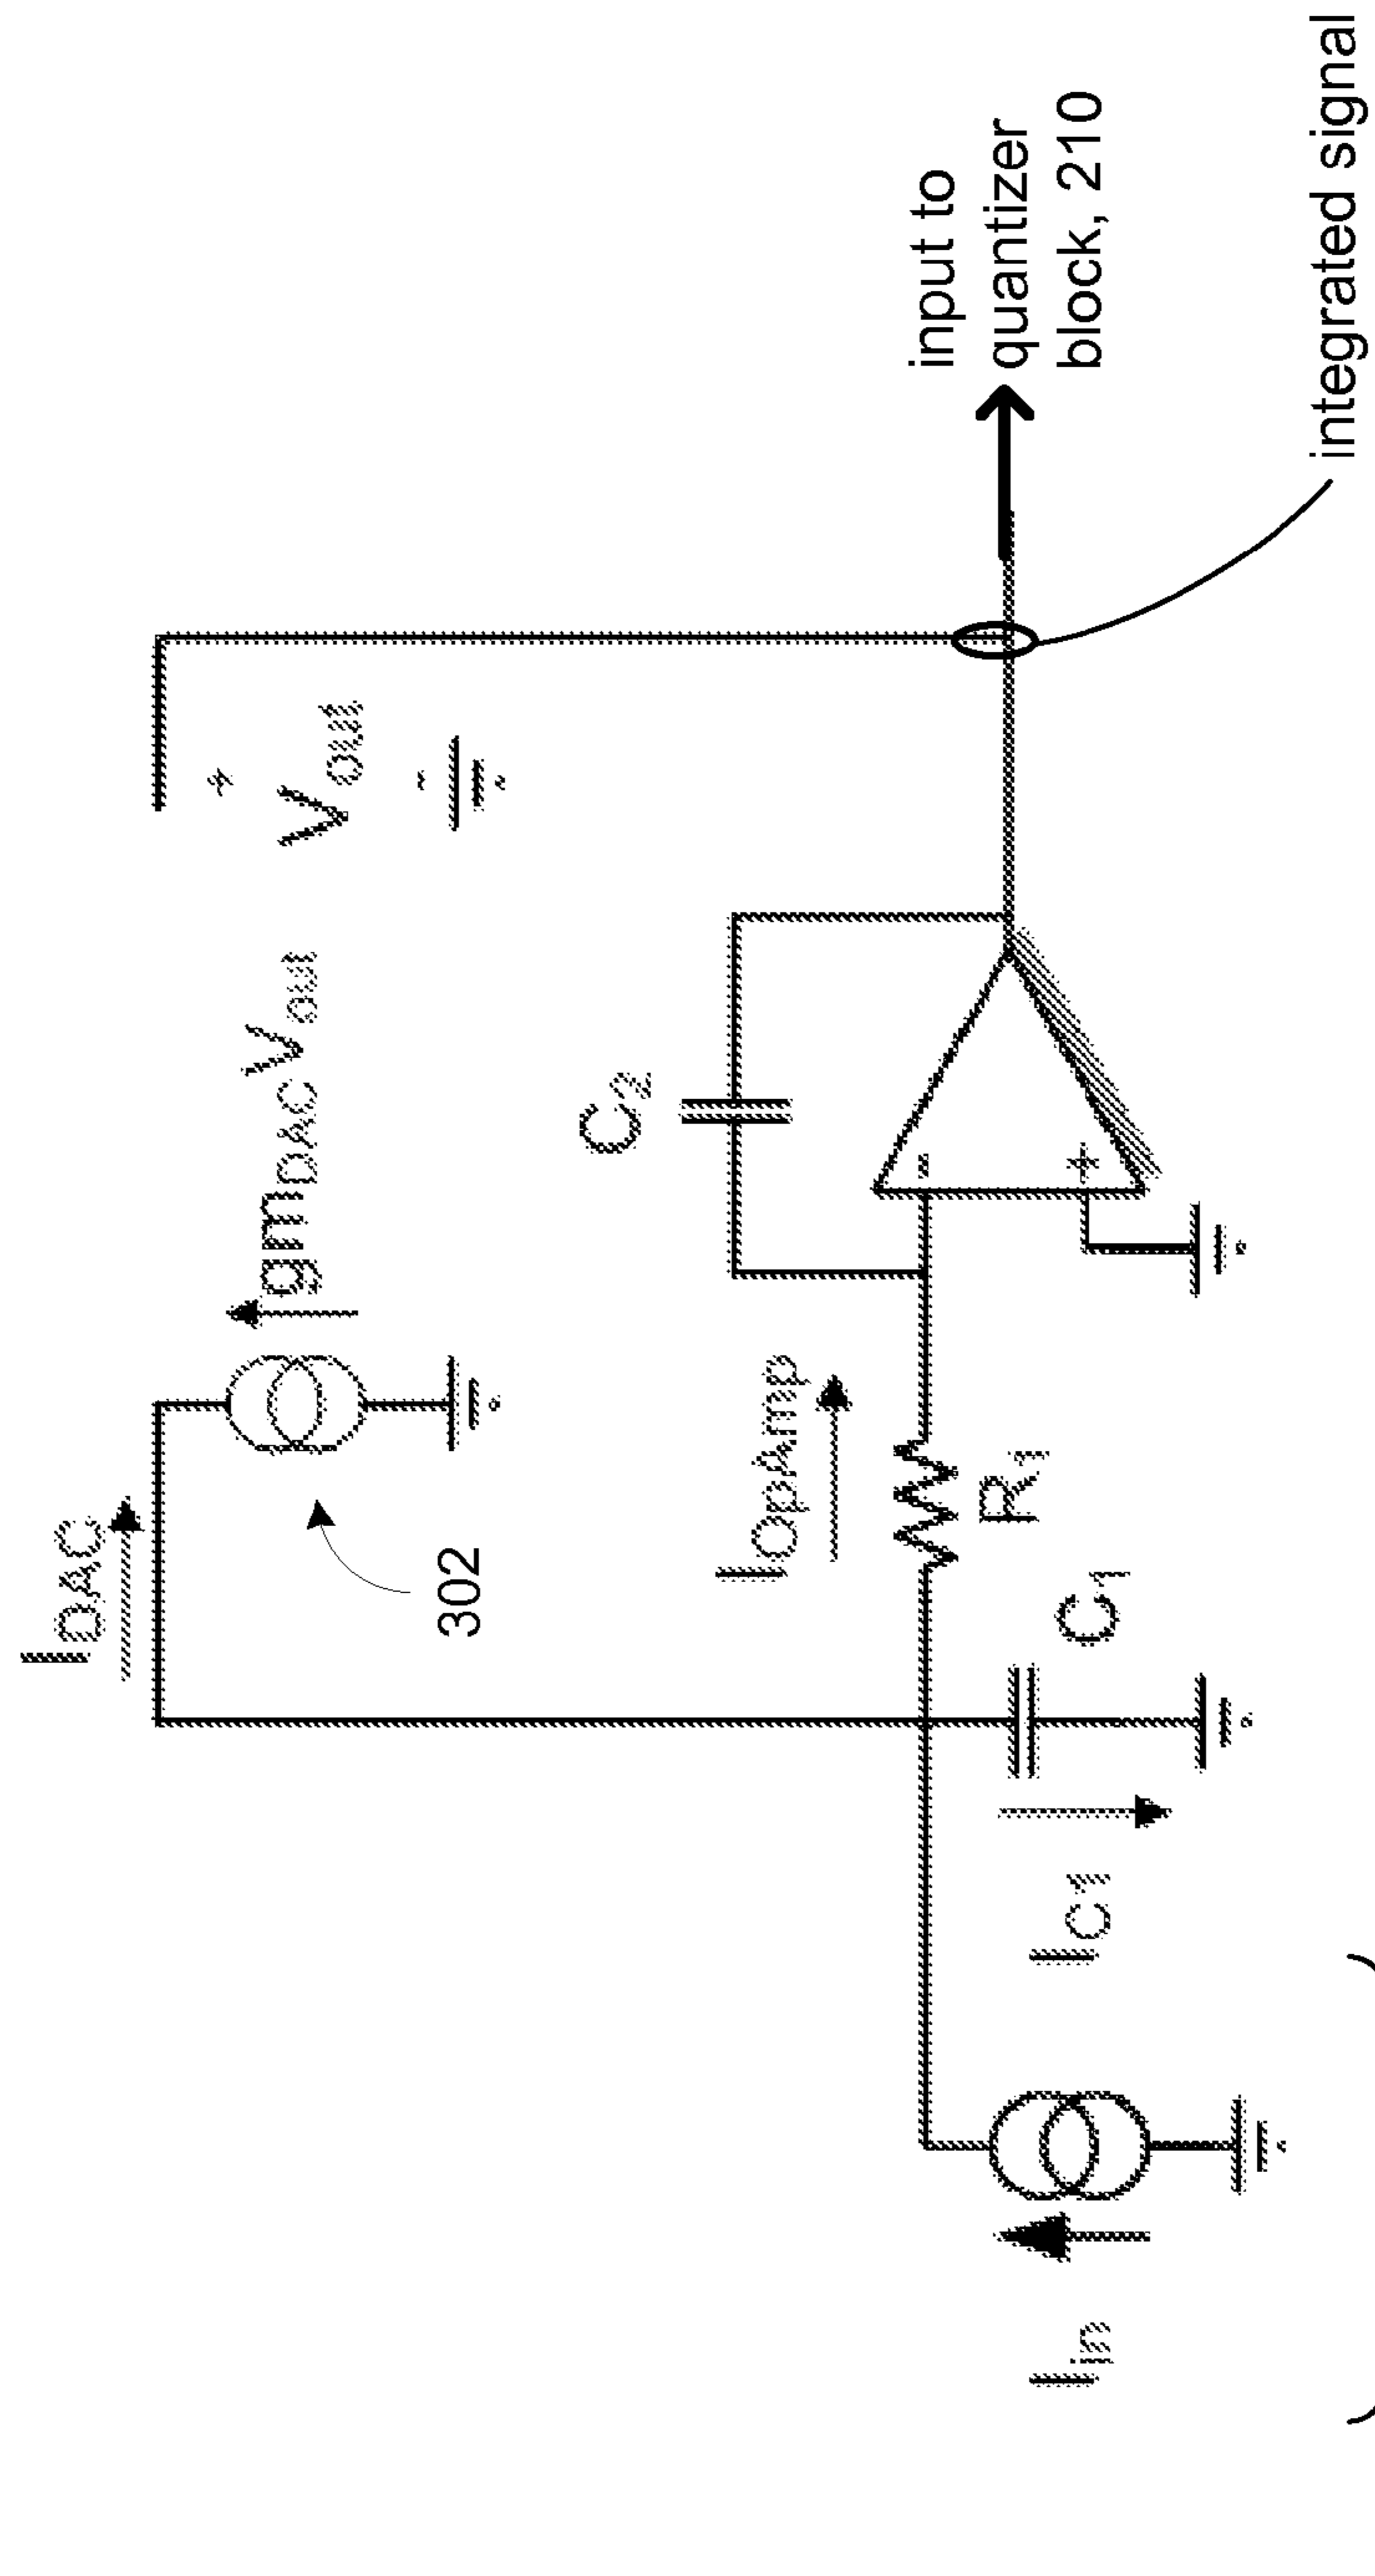 I_DAC
gm_DAC V_out
+
V_out
-
302
C_2
I_OpAmp
R_1
-
+
input to
quantizer
block, 210
I_in
I_C1
C_1
integrated signal